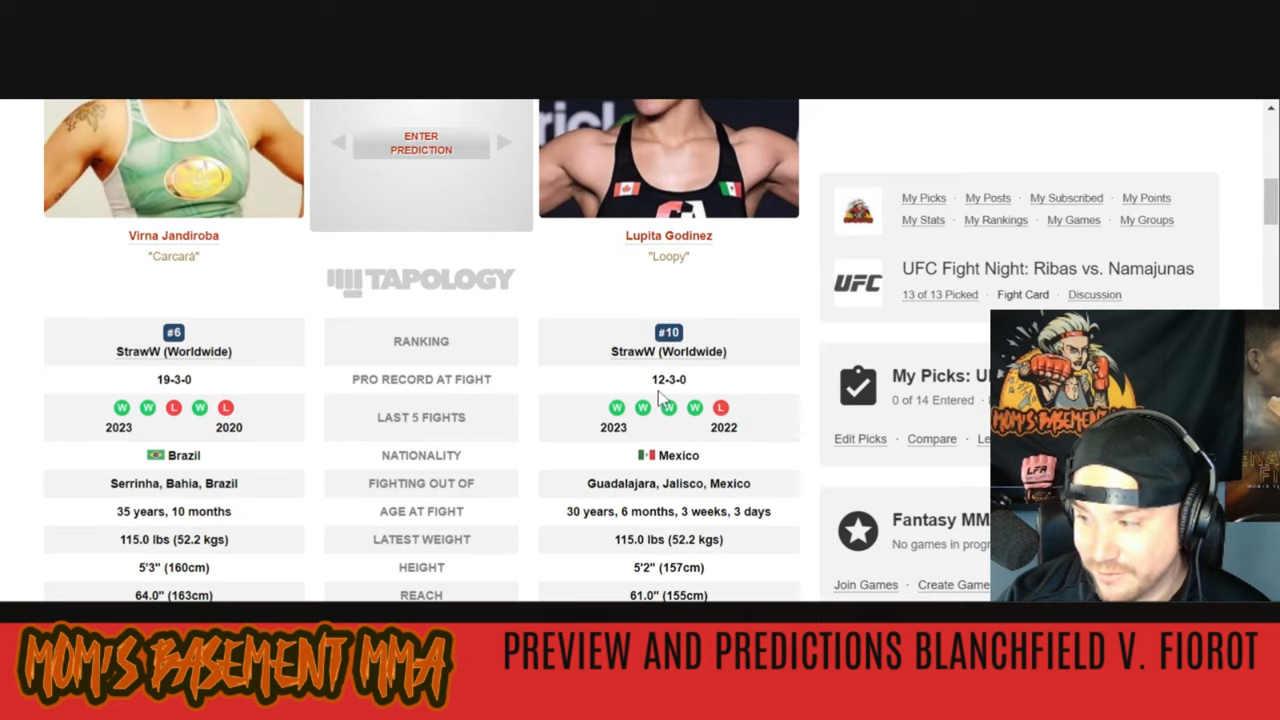 ENTER
PREDICTION
Virna Jandiroba
"Carcará"
Lupita Godinez
"Loopy"
TAPOLOGY
#6
StrawW (Worldwide)
RANKING
#10
StrawW (Worldwide)
19-3-0
PRO RECORD AT FIGHT
12-3-0
W W L W L
2023 2020
LAST 5 FIGHTS
W W W W L
2023 2022
Brazil
NATIONALITY
Mexico
Serrinha, Bahia, Brazil
FIGHTING OUT OF
Guadalajara, Jalisco, Mexico
35 years, 10 months
AGE AT FIGHT
30 years, 6 months, 3 weeks, 3 days
115.0 lbs (52.2 kgs)
LATEST WEIGHT
115.0 lbs (52.2 kgs)
5'3" (160cm)
HEIGHT
5'2" (157cm)
64.0" (163cm)
REACH
61.0" (155cm)
My Picks · My Posts · My Subscribed · My Points
My Stats · My Rankings · My Games · My Groups
UFC
UFC Fight Night: Ribas vs. Namajunas
13 of 13 Picked · Fight Card · Discussion
My Picks: U
0 of 14 Entered ·
Edit Picks · Compare · Le
Fantasy MM
No games in progr
Join Games · Create Game
MOM'S BASEMENT
LFA
MOM'S BASEMENT MMA
PREVIEW AND PREDICTIONS BLANCHFIELD V. FIOROT